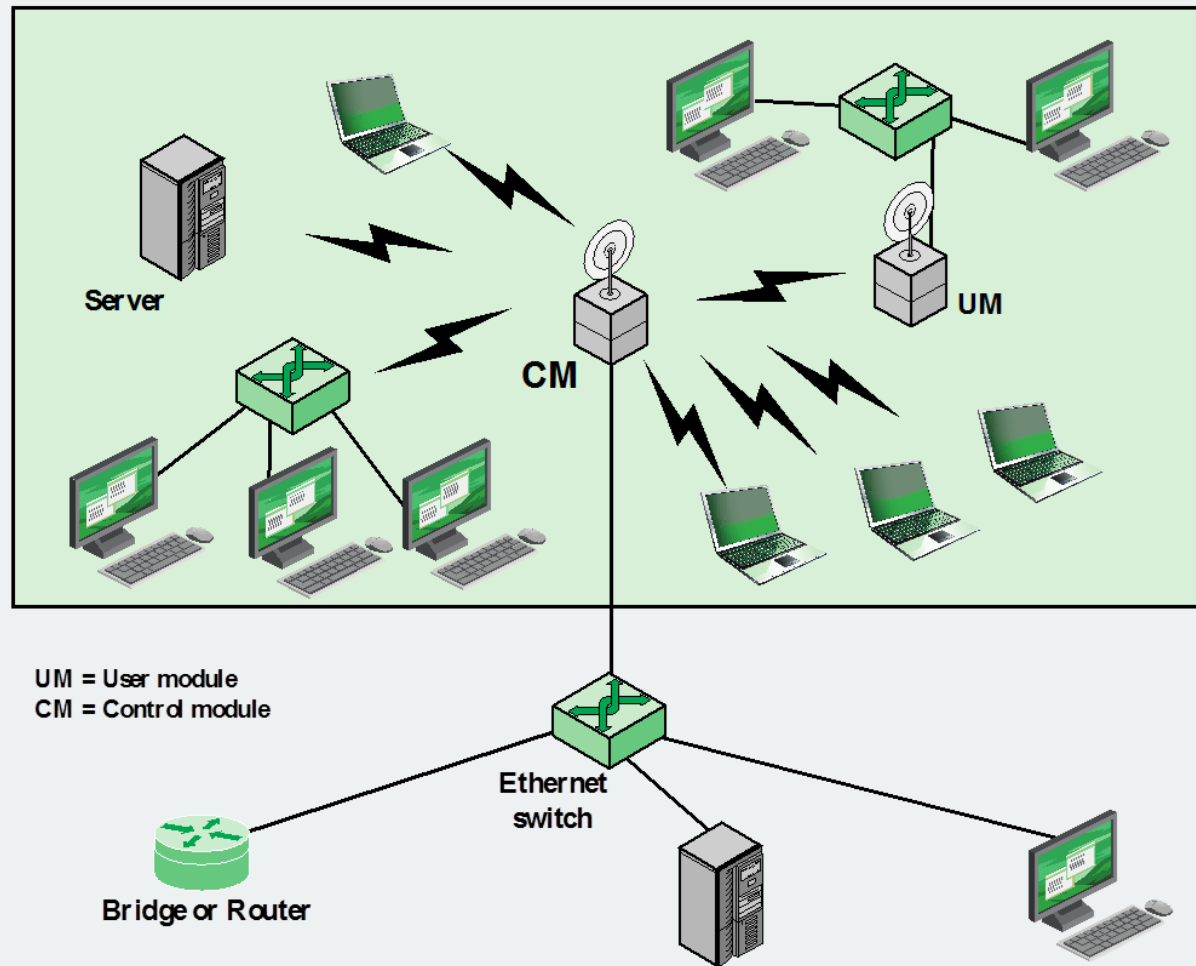 Server
UM
CM
UM = User module
CM = Control module
Ethernet
switch
Bridge or Router